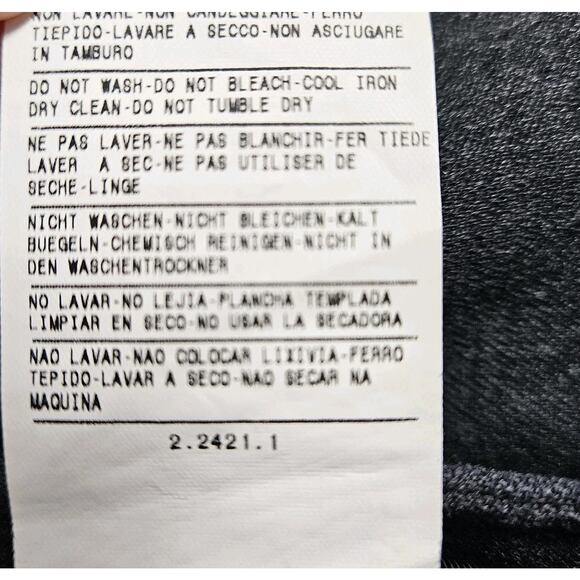 NON LAVARE-NON CANDEGGIARE-FERRO
TIEPIDO-LAVARE A SECCO-NON ASCIUGARE
IN TAMBURO
DO NOT WASH-DO NOT BLEACH-COOL IRON
DRY CLEAN-DO NOT TUMBLE DRY
NE PAS LAVER-NE PAS BLANCHIR-FER TIEDE
LAVER A SEC-NE PAS UTILISER DE
SECHE-LINGE
NICHT WASCHEN-NICHT BLEICHEN-KALT
BUEGELN-CHEMISCH REINIGEN-NICHT IN
DEN WASCHENTROCKNER
NO LAVAR-NO LEJIA-PLANCHA TEMPLADA
LIMPIAR EN SECO-NO USAR LA SECADORA
NAO LAVAR-NAO COLOCAR LIXIVIA-FERRO
TEPIDO-LAVAR A SECO-NAO SECAR NA
MAQUINA
2.2421.1